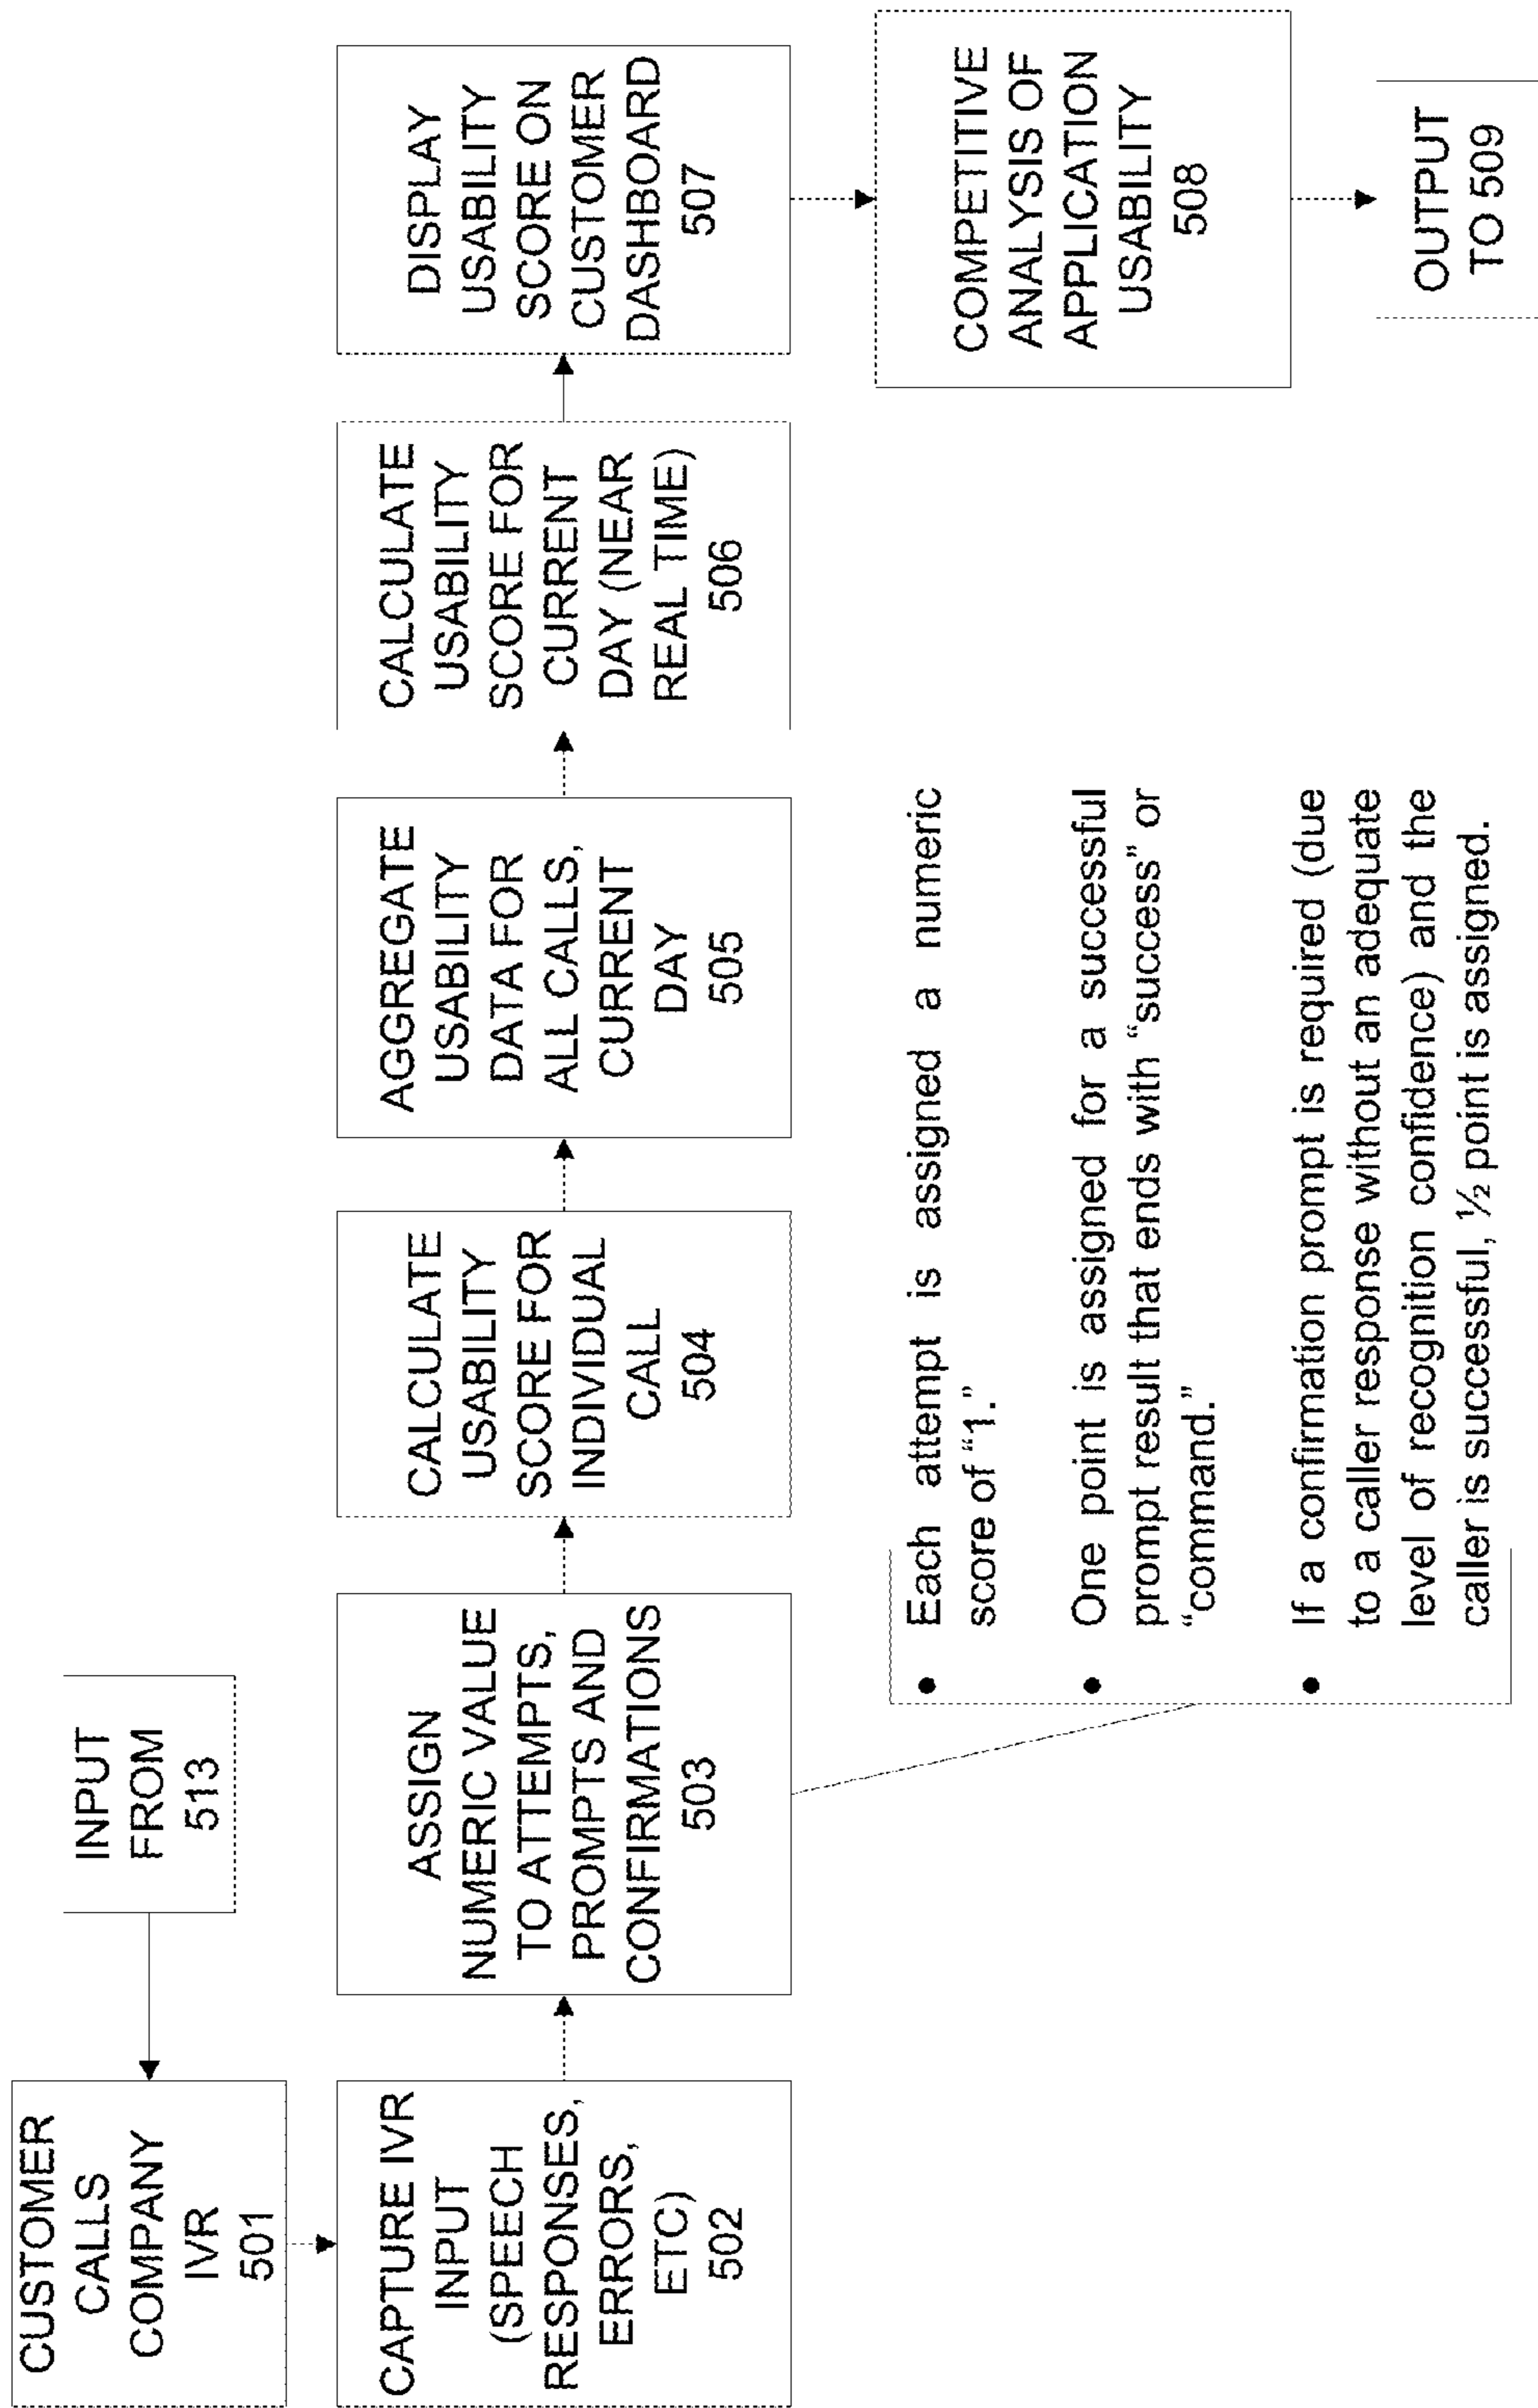 CUSTOMER
CALLS
COMPANY
IVR
501
INPUT
FROM
513
CAPTURE IVR
INPUT
(SPEECH
RESPONSES,
ERRORS,
ETC)
502
ASSIGN
NUMERIC VALUE
TO ATTEMPTS,
PROMPTS AND
CONFIRMATIONS
503
CALCULATE
USABILITY
SCORE FOR
INDIVIDUAL
CALL
504
AGGREGATE
USABILITY
DATA FOR
ALL CALLS,
CURRENT
DAY
505
CALCULATE
USABILITY
SCORE FOR
CURRENT
DAY (NEAR
REAL TIME)
506
DISPLAY
USABILITY
SCORE ON
CUSTOMER
DASHBOARD
507
COMPETITIVE
ANALYSIS OF
APPLICATION
USABILITY
508
OUTPUT
TO 509
• Each attempt is assigned a numeric
score of “1.”
• One point is assigned for a successful
prompt result that ends with “success” or
“command.”
• If a confirmation prompt is required (due
to a caller response without an adequate
level of recognition confidence) and the
caller is successful, ½ point is assigned.